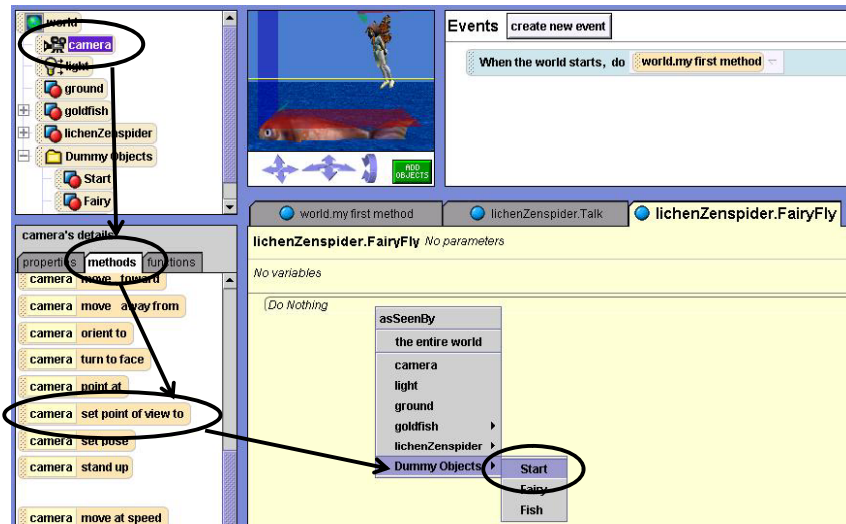 world
camera
light
ground
goldfish
lichenZenspider
Dummy Objects
Start
Fairy
ADD
OBJECTS
Events create new event
When the world starts, do world.my first method
camera's details
properties methods functions
camera move toward
camera move away from
camera orient to
camera turn to face
camera point at
camera set point of view to
camera set pose
camera stand up
camera move at speed
world.my first method lichenZenspider.Talk lichenZenspider.FairyFly
lichenZenspider.FairyFly No parameters
No variables
Do Nothing
asSeenBy
the entire world
camera
light
ground
goldfish
lichenZenspider
Dummy Objects
Start
Fairy
Fish